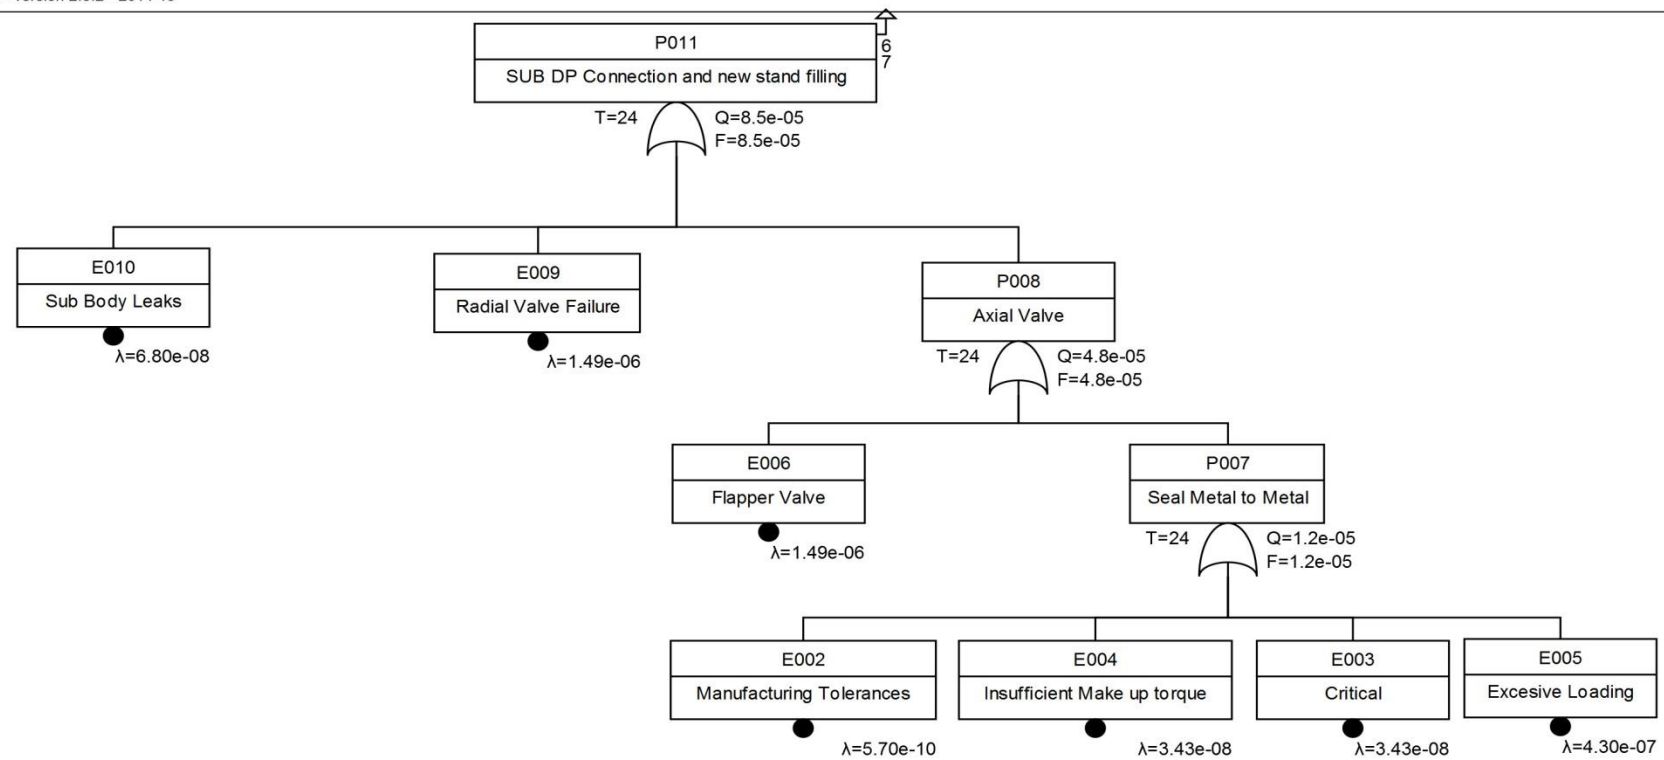 P011
SUB DP Connection and new stand filling
6
7
T=24
Q=8.5e-05
F=8.5e-05
E010
Sub Body Leaks
λ=6.80e-08
E009
Radial Valve Failure
λ=1.49e-06
P008
Axial Valve
T=24
Q=4.8e-05
F=4.8e-05
E006
Flapper Valve
λ=1.49e-06
P007
Seal Metal to Metal
T=24
Q=1.2e-05
F=1.2e-05
E002
Manufacturing Tolerances
λ=5.70e-10
E004
Insufficient Make up torque
λ=3.43e-08
E003
Critical
λ=3.43e-08
E005
Excesive Loading
λ=4.30e-07